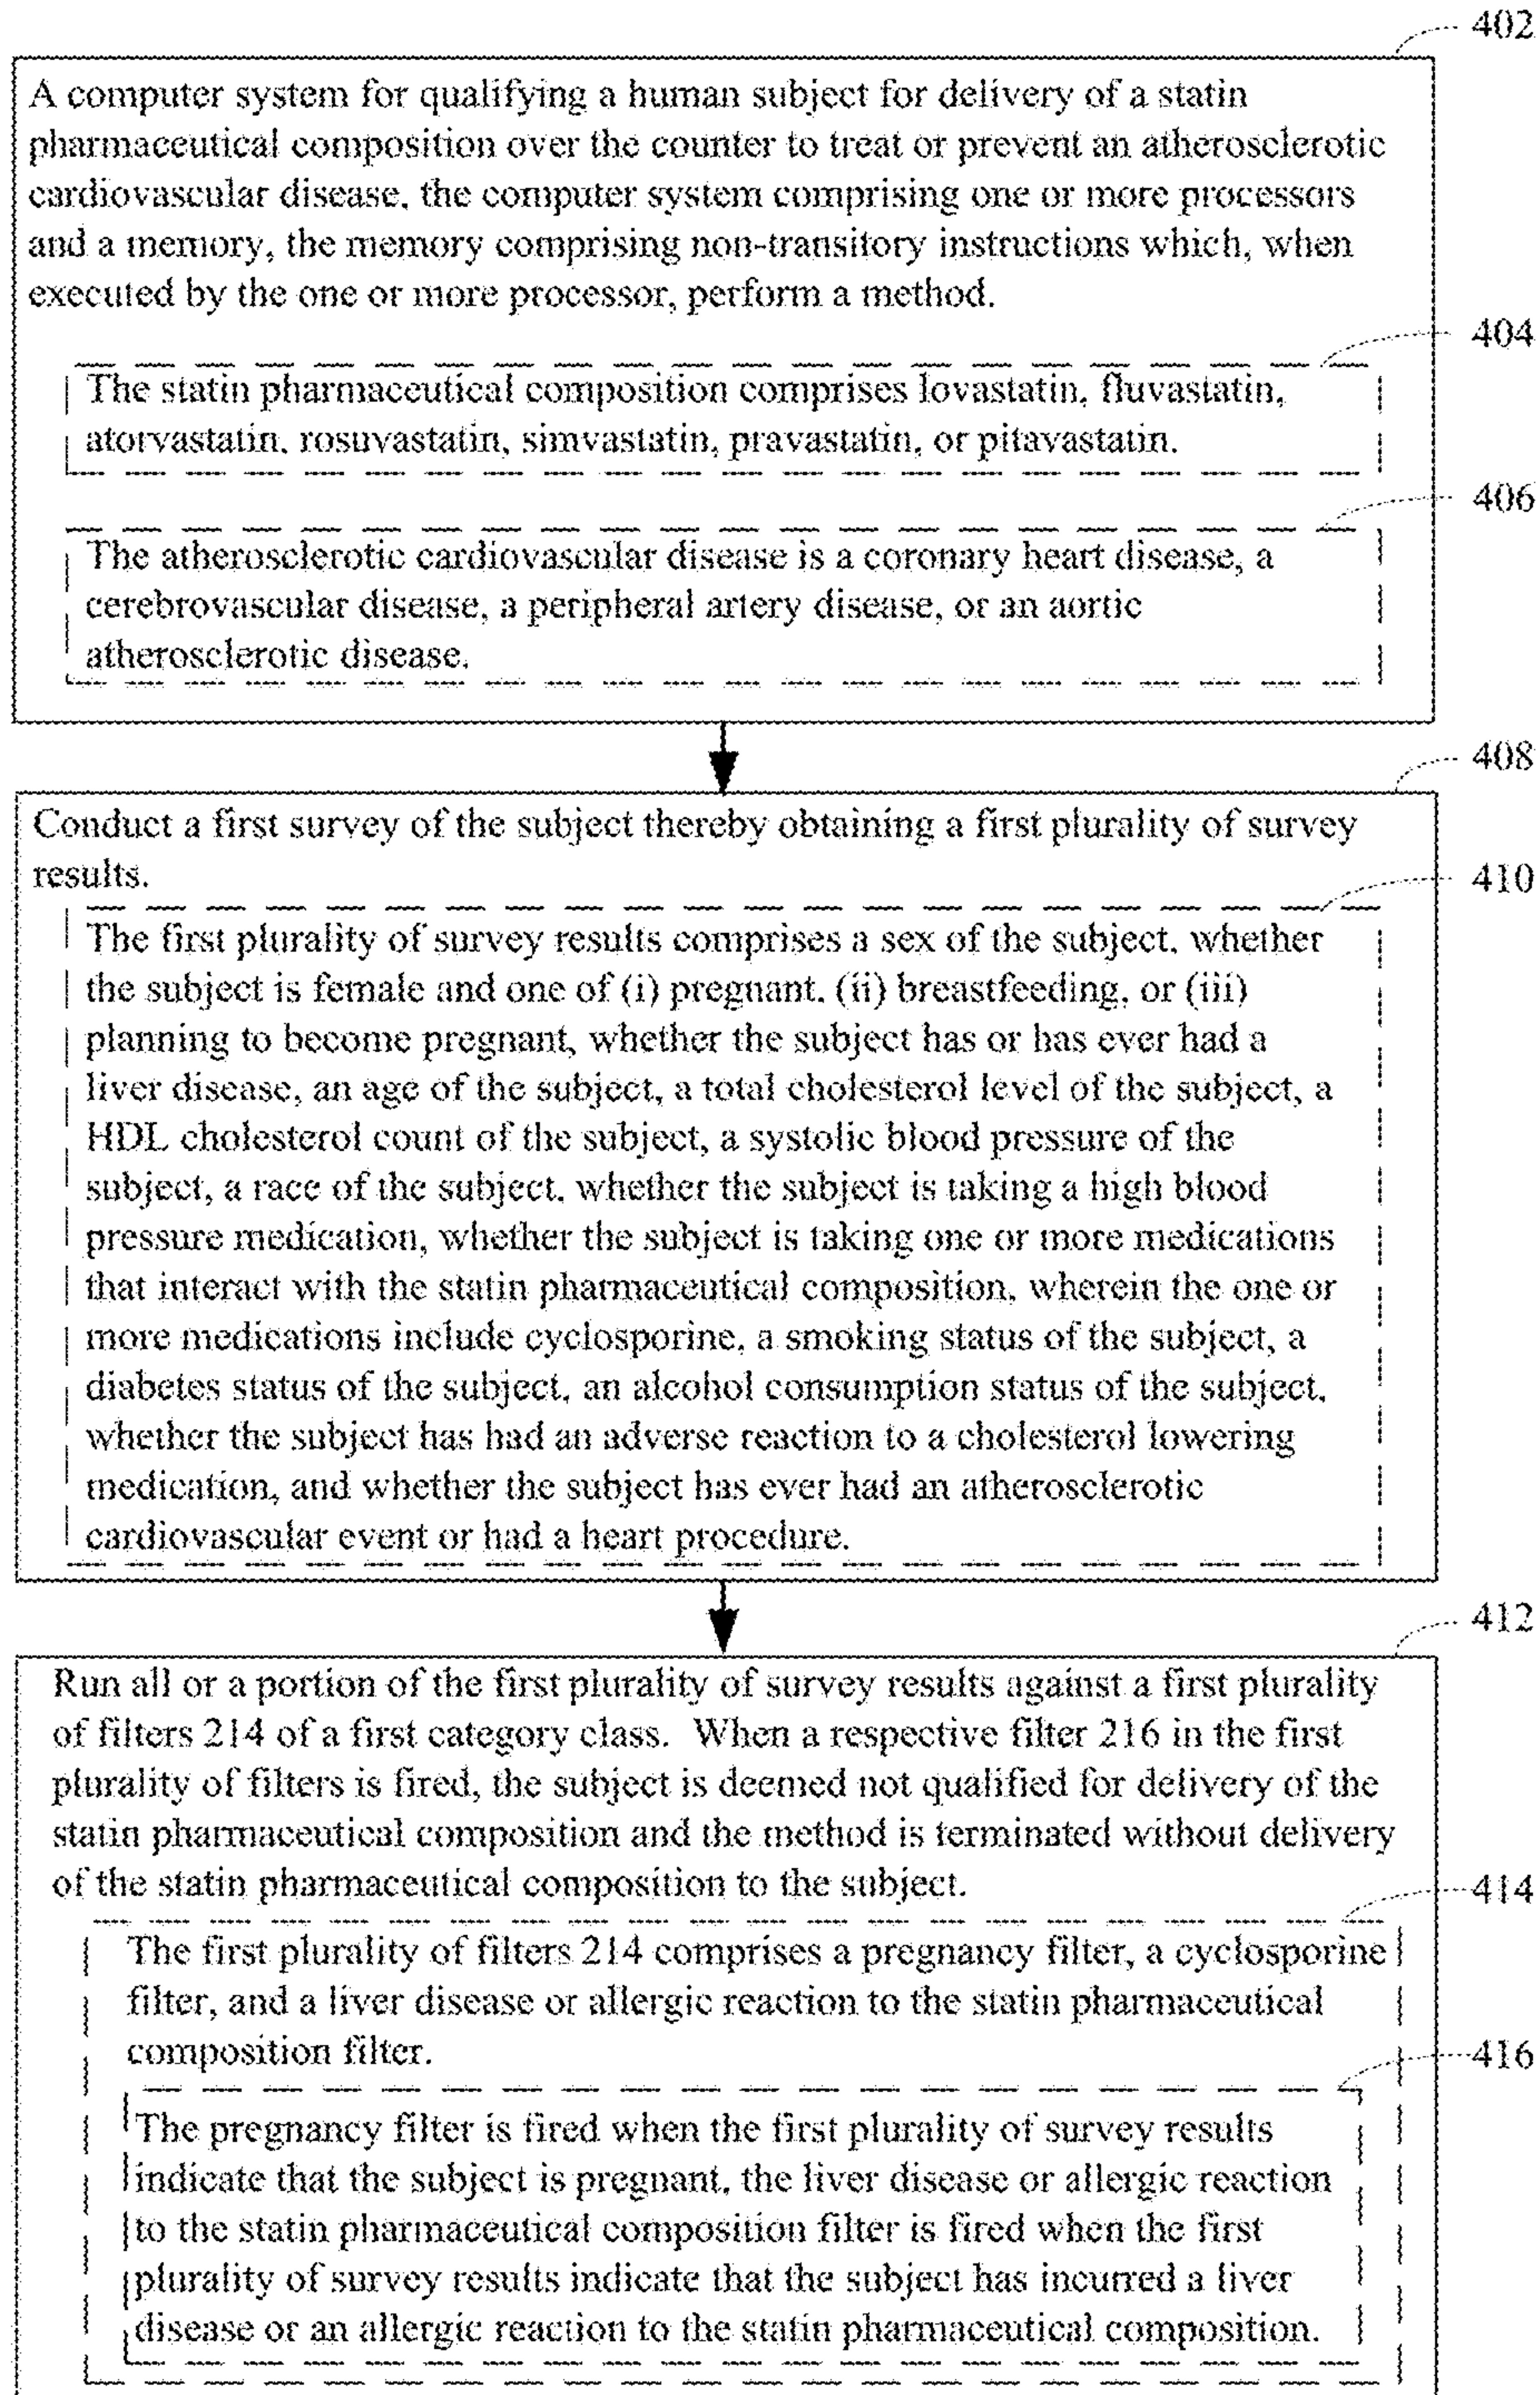 402
A computer system for qualifying a human subject for delivery of a statin
pharmaceutical composition over the counter to treat or prevent an atherosclerotic
cardiovascular disease, the computer system comprising one or more processors
and a memory, the memory comprising non-transitory instructions which, when
executed by the one or more processor, perform a method.
404
The statin pharmaceutical composition comprises lovastatin, fluvastatin,
atorvastatin, rosuvastatin, simvastatin, pravastatin, or pitavastatin.
406
The atherosclerotic cardiovascular disease is a coronary heart disease, a
cerebrovascular disease, a peripheral artery disease, or an aortic
atherosclerotic disease.
408
Conduct a first survey of the subject thereby obtaining a first plurality of survey
results.
410
The first plurality of survey results comprises a sex of the subject, whether
the subject is female and one of (i) pregnant, (ii) breastfeeding, or (iii)
planning to become pregnant, whether the subject has or has ever had a
liver disease, an age of the subject, a total cholesterol level of the subject, a
HDL cholesterol count of the subject, a systolic blood pressure of the
subject, a race of the subject, whether the subject is taking a high blood
pressure medication, whether the subject is taking one or more medications
that interact with the statin pharmaceutical composition, wherein the one or
more medications include cyclosporine, a smoking status of the subject, a
diabetes status of the subject, an alcohol consumption status of the subject,
whether the subject has had an adverse reaction to a cholesterol lowering
medication, and whether the subject has ever had an atherosclerotic
cardiovascular event or had a heart procedure.
412
Run all or a portion of the first plurality of survey results against a first plurality
of filters 214 of a first category class.  When a respective filter 216 in the first
plurality of filters is fired, the subject is deemed not qualified for delivery of the
statin pharmaceutical composition and the method is terminated without delivery
of the statin pharmaceutical composition to the subject.
414
The first plurality of filters 214 comprises a pregnancy filter, a cyclosporine
filter, and a liver disease or allergic reaction to the statin pharmaceutical
composition filter.
416
The pregnancy filter is fired when the first plurality of survey results
indicate that the subject is pregnant, the liver disease or allergic reaction
to the statin pharmaceutical composition filter is fired when the first
plurality of survey results indicate that the subject has incurred a liver
disease or an allergic reaction to the statin pharmaceutical composition.